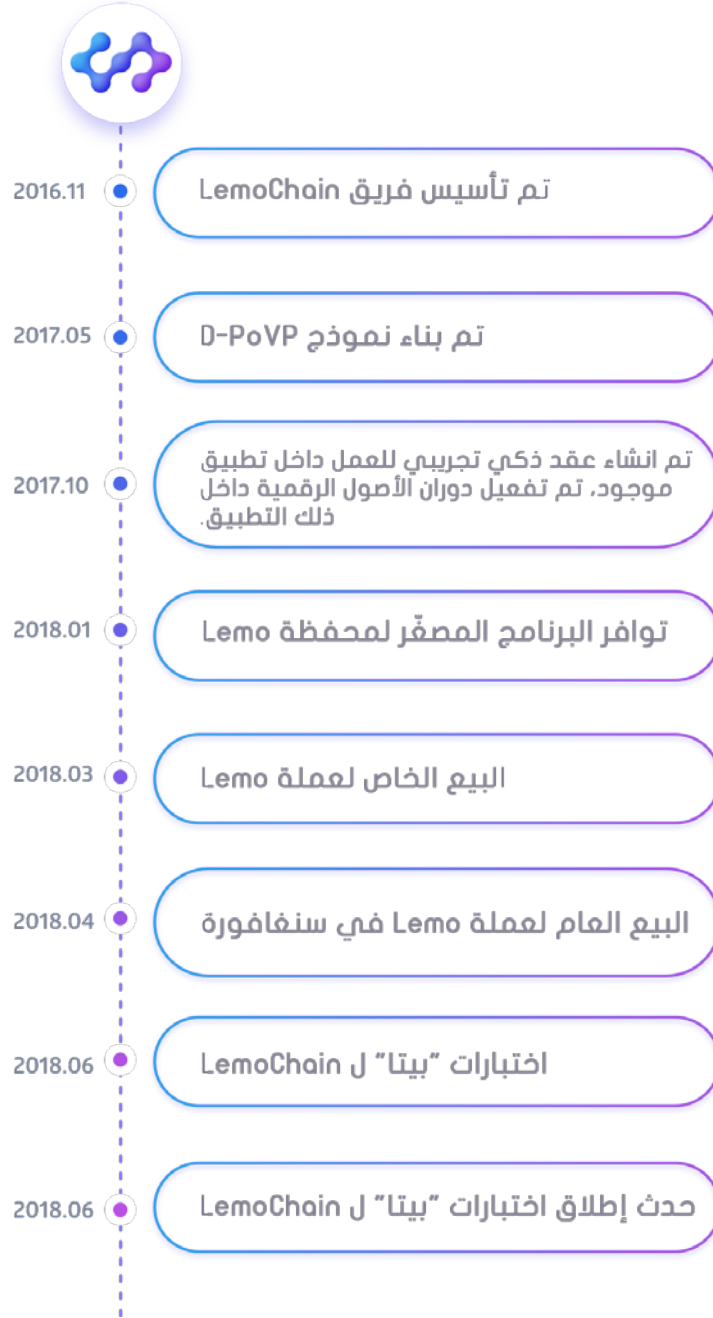 2016.11
تم تأسيس فريق LemoChain
2017.05
تم بناء نموذج D-PoVP
2017.10
تم انشاء عقد ذكي تجريبي للعمل داخل تطبيق
موجود، تم تفعيل دوران الأصول الرقمية داخل
ذلك التطبيق.
2018.01
توافر البرنامج المصغّر لمحفظة Lemo
2018.03
البيع الخاص لعملة Lemo
2018.04
البيع العام لعملة Lemo في سنغافورة
2018.06
اختبارات "بيتا" ل LemoChain
2018.06
حدث إطلاق اختبارات "بيتا" ل LemoChain